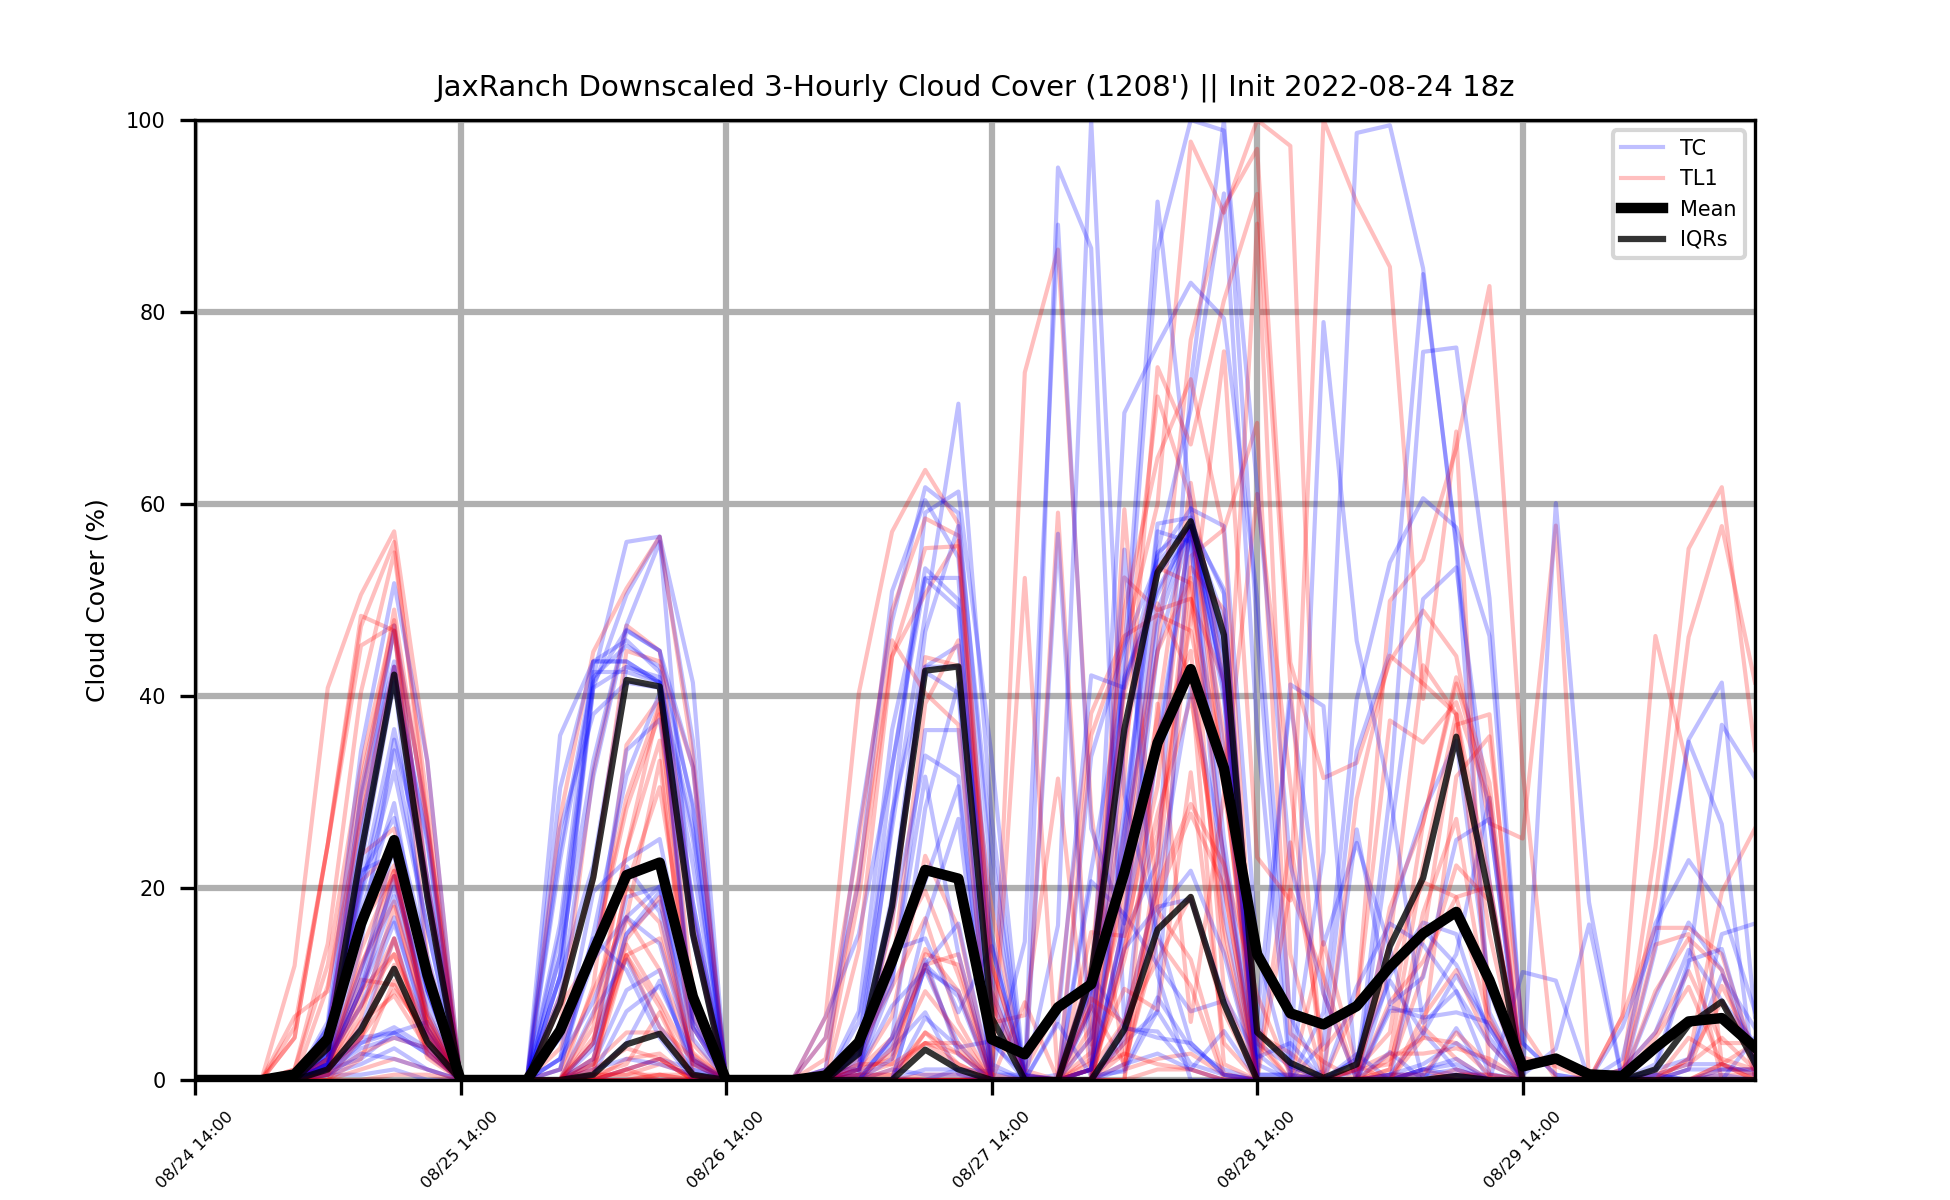 JaxRanch Downscaled 3-Hourly Cloud Cover (1208') || Init 2022-08-24 18z
100
80
60
40
20
0
Cloud Cover (%)
TC
TL1
Mean
IQRs
08/24 14:00
08/25 14:00
08/26 14:00
08/27 14:00
08/28 14:00
08/29 14:00